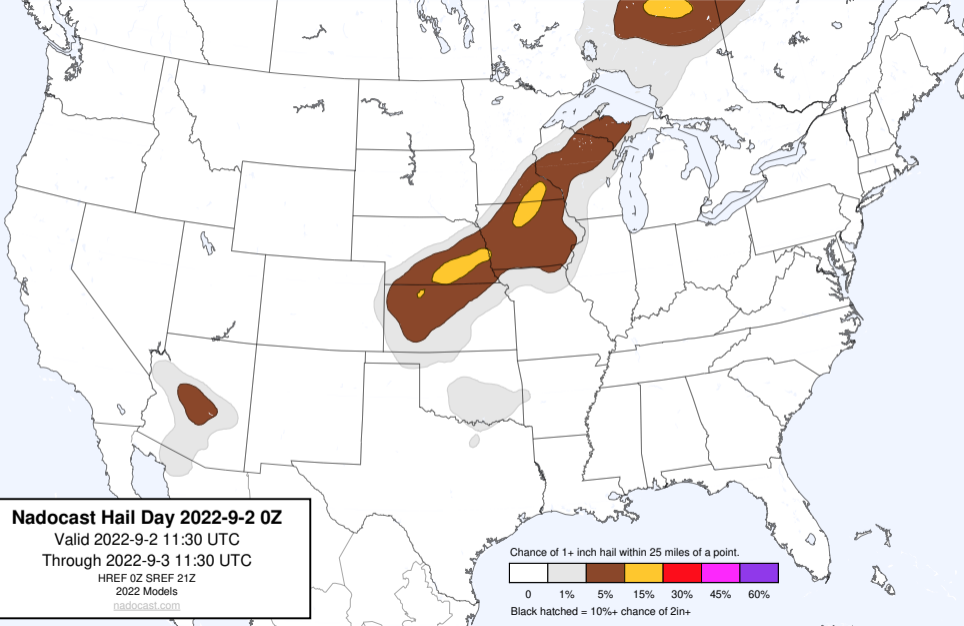 Nadocast Hail Day 2022-9-2 0Z
Valid 2022-9-2 11:30 UTC
Through 2022-9-3 11:30 UTC
HREF 0Z SREF 21Z
2022 Models
nadocast.com
Chance of 1+ inch hail within 25 miles of a point.
0 1% 5% 15% 30% 45% 60%
Black hatched = 10%+ chance of 2in+